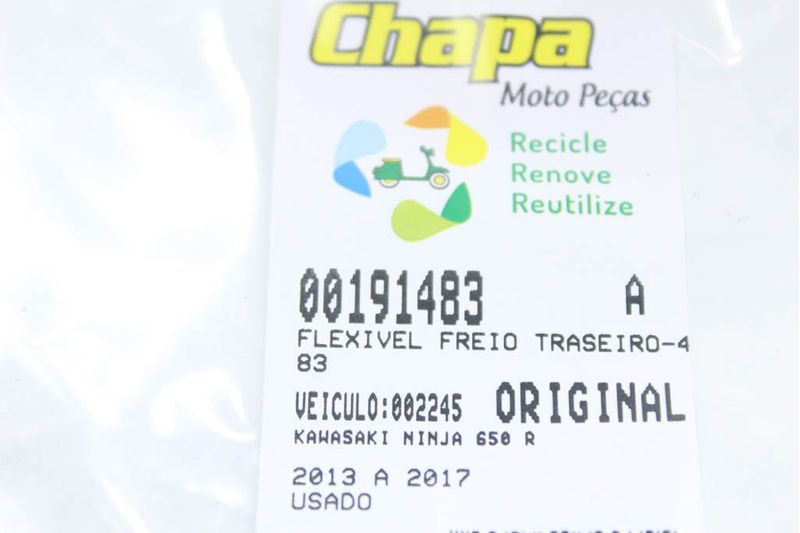 Chapa
Moto Peças
Recicle
Renove
Reutilize
00191483 A
FLEXIVEL FREIO TRASEIRO-4
83
VEICULO:002245 ORIGINAL
KAWASAKI NINJA 650 R
2013 A 2017
USADO